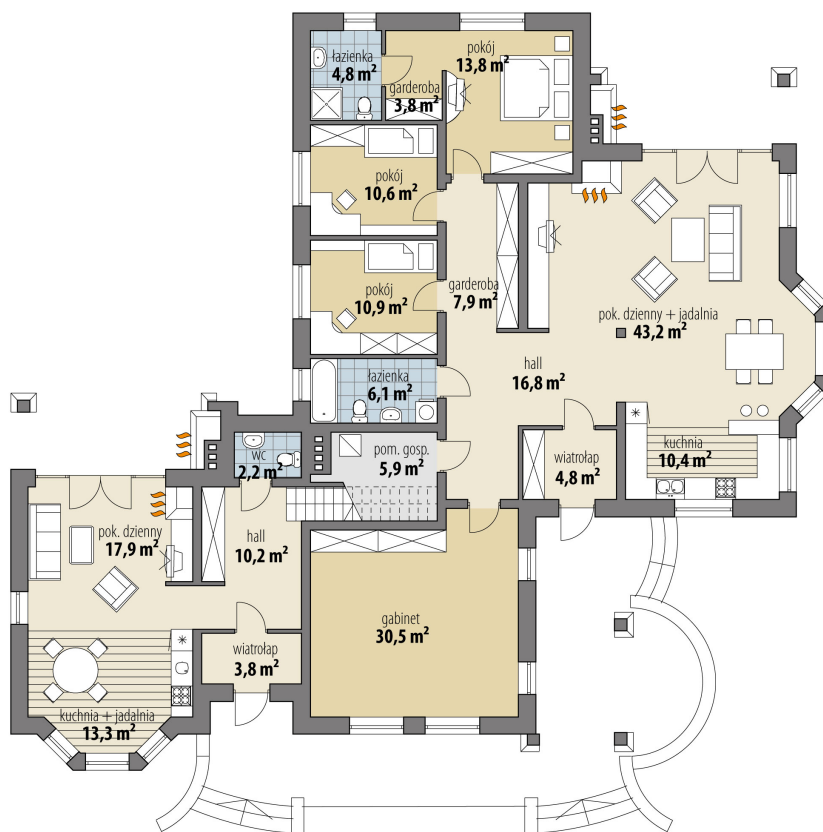 łazienka
4,8 m²
garderoba
3,8 m²
pokój
13,8 m²
pokój
10,6 m²
pokój
10,9 m²
garderoba
7,9 m²
pok. dzienny + jadalnia
43,2 m²
hall
16,8 m²
łazienka
6,1 m²
wc
2,2 m²
pom. gosp.
5,9 m²
wiatrołap
4,8 m²
kuchnia
10,4 m²
pok. dzienny
17,9 m²
hall
10,2 m²
gabinet
30,5 m²
wiatrołap
3,8 m²
kuchnia + jadalnia
13,3 m²